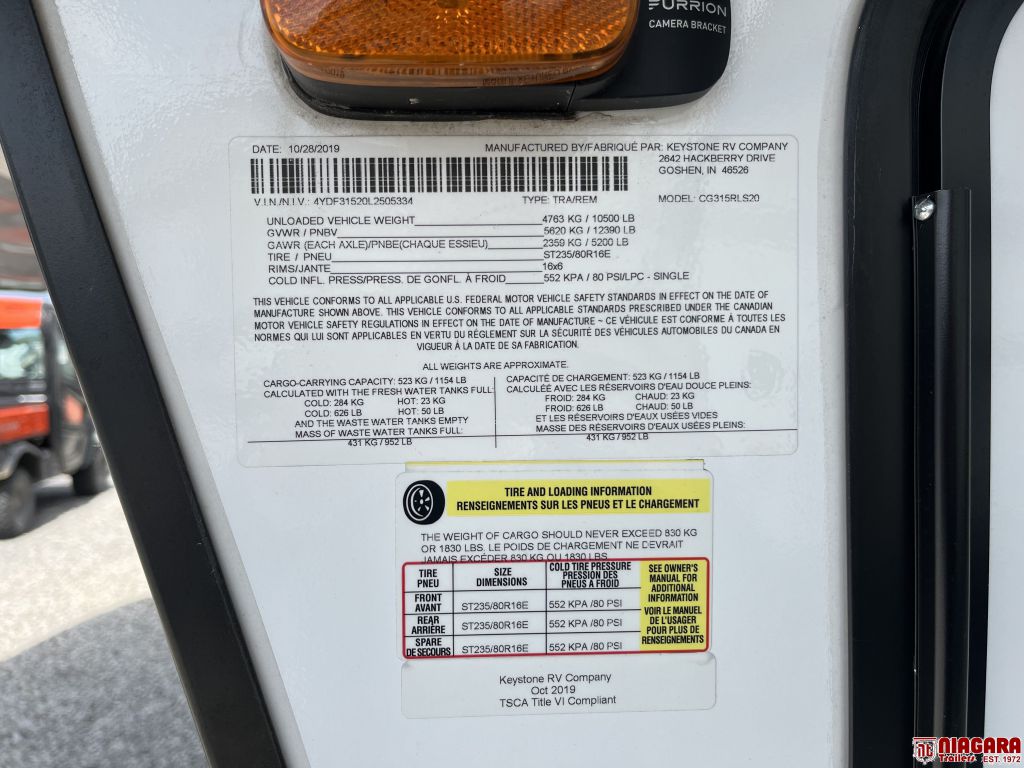 FURRION
CAMERA BRACKET
DATE: 10/28/2019 MANUFACTURED BY/FABRIQUÉ PAR: KEYSTONE RV COMPANY
2642 HACKBERRY DRIVE
GOSHEN, IN 46526
V.I.N./N.I.V.: 4YDF31520L2505334 TYPE: TRA/REM MODEL: CG315RLS20
UNLOADED VEHICLE WEIGHT 4763 KG / 10500 LB
GVWR / PNBV 5620 KG / 12390 LB
GAWR (EACH AXLE)/PNBE(CHAQUE ESSIEU) 2359 KG / 5200 LB
TIRE / PNEU ST235/80R16E
RIMS/JANTE 16x6
COLD INFL. PRESS/PRESS. DE GONFL. À FROID 552 KPA / 80 PSI/LPC - SINGLE
THIS VEHICLE CONFORMS TO ALL APPLICABLE U.S. FEDERAL MOTOR VEHICLE SAFETY STANDARDS IN EFFECT ON THE DATE OF
MANUFACTURE SHOWN ABOVE. THIS VEHICLE CONFORMS TO ALL APPLICABLE STANDARDS PRESCRIBED UNDER THE CANADIAN
MOTOR VEHICLE SAFETY REGULATIONS IN EFFECT ON THE DATE OF MANUFACTURE ~ CE VÉHICULE EST CONFORME À TOUTES LES
NORMES QUI LUI SONT APPLICABLES EN VERTU DU RÉGLEMENT SUR LA SÉCURITÉ DES VÉHICULES AUTOMOBILES DU CANADA EN
VIGUEUR À LA DATE DE SA FABRICATION.
ALL WEIGHTS ARE APPROXIMATE.
CARGO-CARRYING CAPACITY: 523 KG / 1154 LB
CALCULATED WITH THE FRESH WATER TANKS FULL:
COLD: 284 KG HOT: 23 KG
COLD: 626 LB HOT: 50 LB
AND THE WASTE WATER TANKS EMPTY
MASS OF WASTE WATER TANKS FULL:
431 KG / 952 LB
CAPACITÉ DE CHARGEMENT: 523 KG / 1154 LB
CALCULÉE AVEC LES RÉSERVOIRS D'EAU DOUCE PLEINS:
FROID: 284 KG CHAUD: 23 KG
FROID: 626 LB CHAUD: 50 LB
ET LES RÉSERVOIRS D'EAUX USÉES VIDES
MASSE DES RÉSERVOIRS D'EAUX USÉES PLEINS:
431 KG / 952 LB
TIRE AND LOADING INFORMATION
RENSEIGNEMENTS SUR LES PNEUS ET LE CHARGEMENT
THE WEIGHT OF CARGO SHOULD NEVER EXCEED 830 KG
OR 1830 LBS. LE POIDS DE CHARGEMENT NE DEVRAIT
JAMAIS EXCÉDER 830 KG OU 1830 LBS.
TIRE
PNEU
SIZE
DIMENSIONS
COLD TIRE PRESSURE
PRESSION DES
PNEUS A FROID
FRONT
AVANT
ST235/80R16E 552 KPA /80 PSI
REAR
ARRIÈRE
ST235/80R16E 552 KPA /80 PSI
SPARE
DE SECOURS
ST235/80R16E 552 KPA /80 PSI
SEE OWNER'S
MANUAL FOR
ADDITIONAL
INFORMATION
VOIR LE MANUEL
DE L'USAGER
POUR PLUS DE
RENSEIGNEMENTS
Keystone RV Company
Oct 2019
TSCA Title VI Compliant
NIAGARA
Trailers EST. 1972